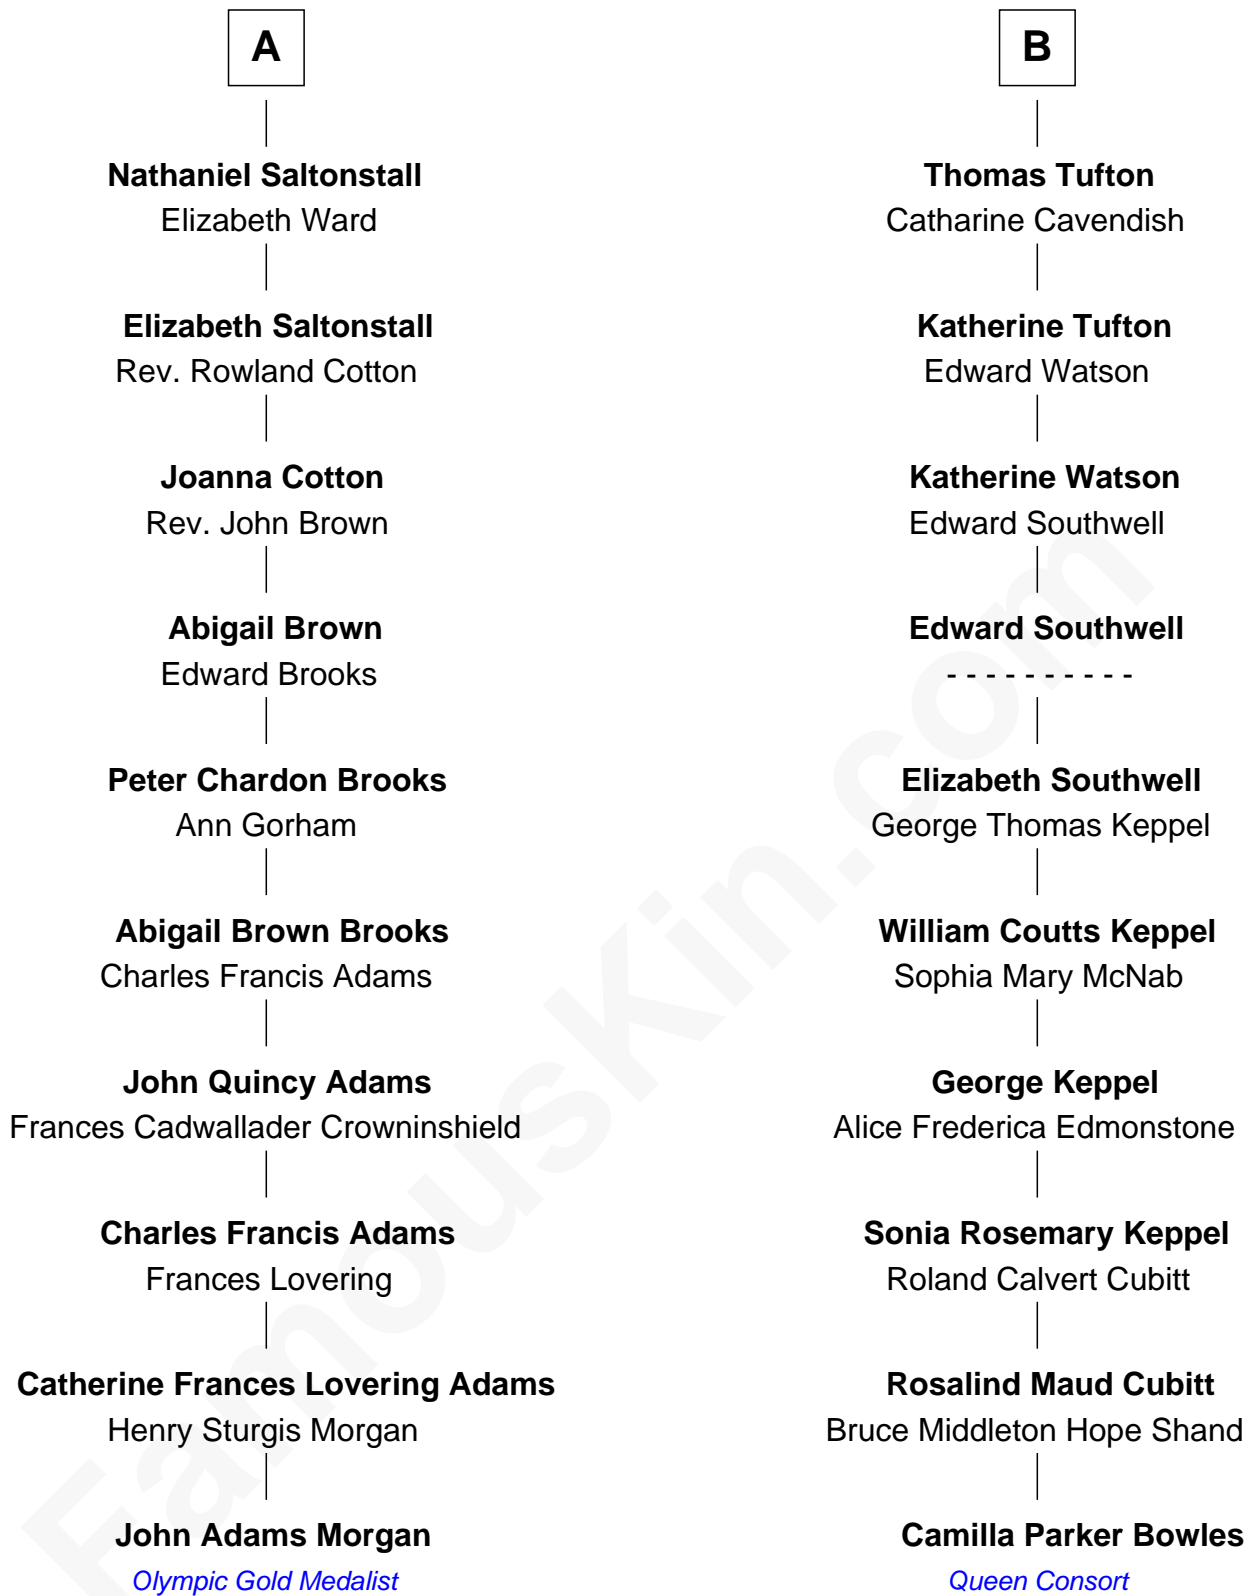 A
Nathaniel Saltonstall
Elizabeth Ward
Elizabeth Saltonstall
Rev. Rowland Cotton
Joanna Cotton
Rev. John Brown
Abigail Brown
Edward Brooks
Peter Chardon Brooks
Ann Gorham
Abigail Brown Brooks
Charles Francis Adams
John Quincy Adams
Frances Cadwallader Crowninshield
Charles Francis Adams
Frances Lovering
Catherine Frances Lovering Adams
Henry Sturgis Morgan
John Adams Morgan
Olympic Gold Medalist
B
Thomas Tufton
Catharine Cavendish
Katherine Tufton
Edward Watson
Katherine Watson
Edward Southwell
Edward Southwell
- - - - - - - - - -
Elizabeth Southwell
George Thomas Keppel
William Coutts Keppel
Sophia Mary McNab
George Keppel
Alice Frederica Edmonstone
Sonia Rosemary Keppel
Roland Calvert Cubitt
Rosalind Maud Cubitt
Bruce Middleton Hope Shand
Camilla Parker Bowles
Queen Consort
FamousKin.com